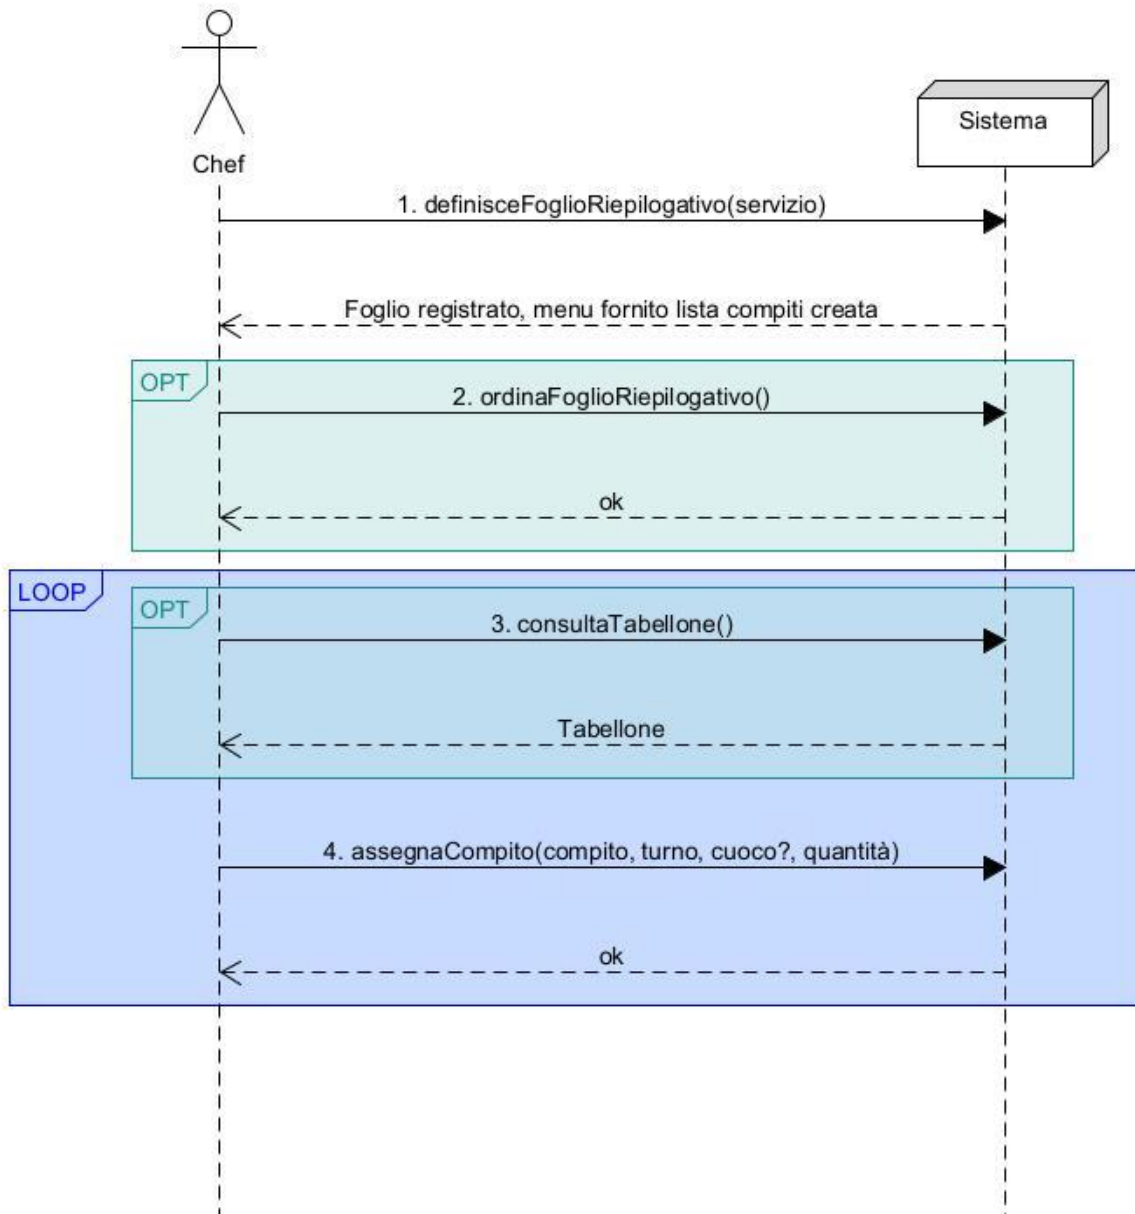 Sistema
Chef
1. definisceFoglioRiepilogativo(servizio)
Foglio registrato, menu fornito lista compiti creata
OPT
2. ordinaFoglioRiepilogativo()
ok
LOOP
OPT
3. consultaTabellone()
Tabellone
4. assegnaCompito(compito, turno, cuoco?, quantità)
ok